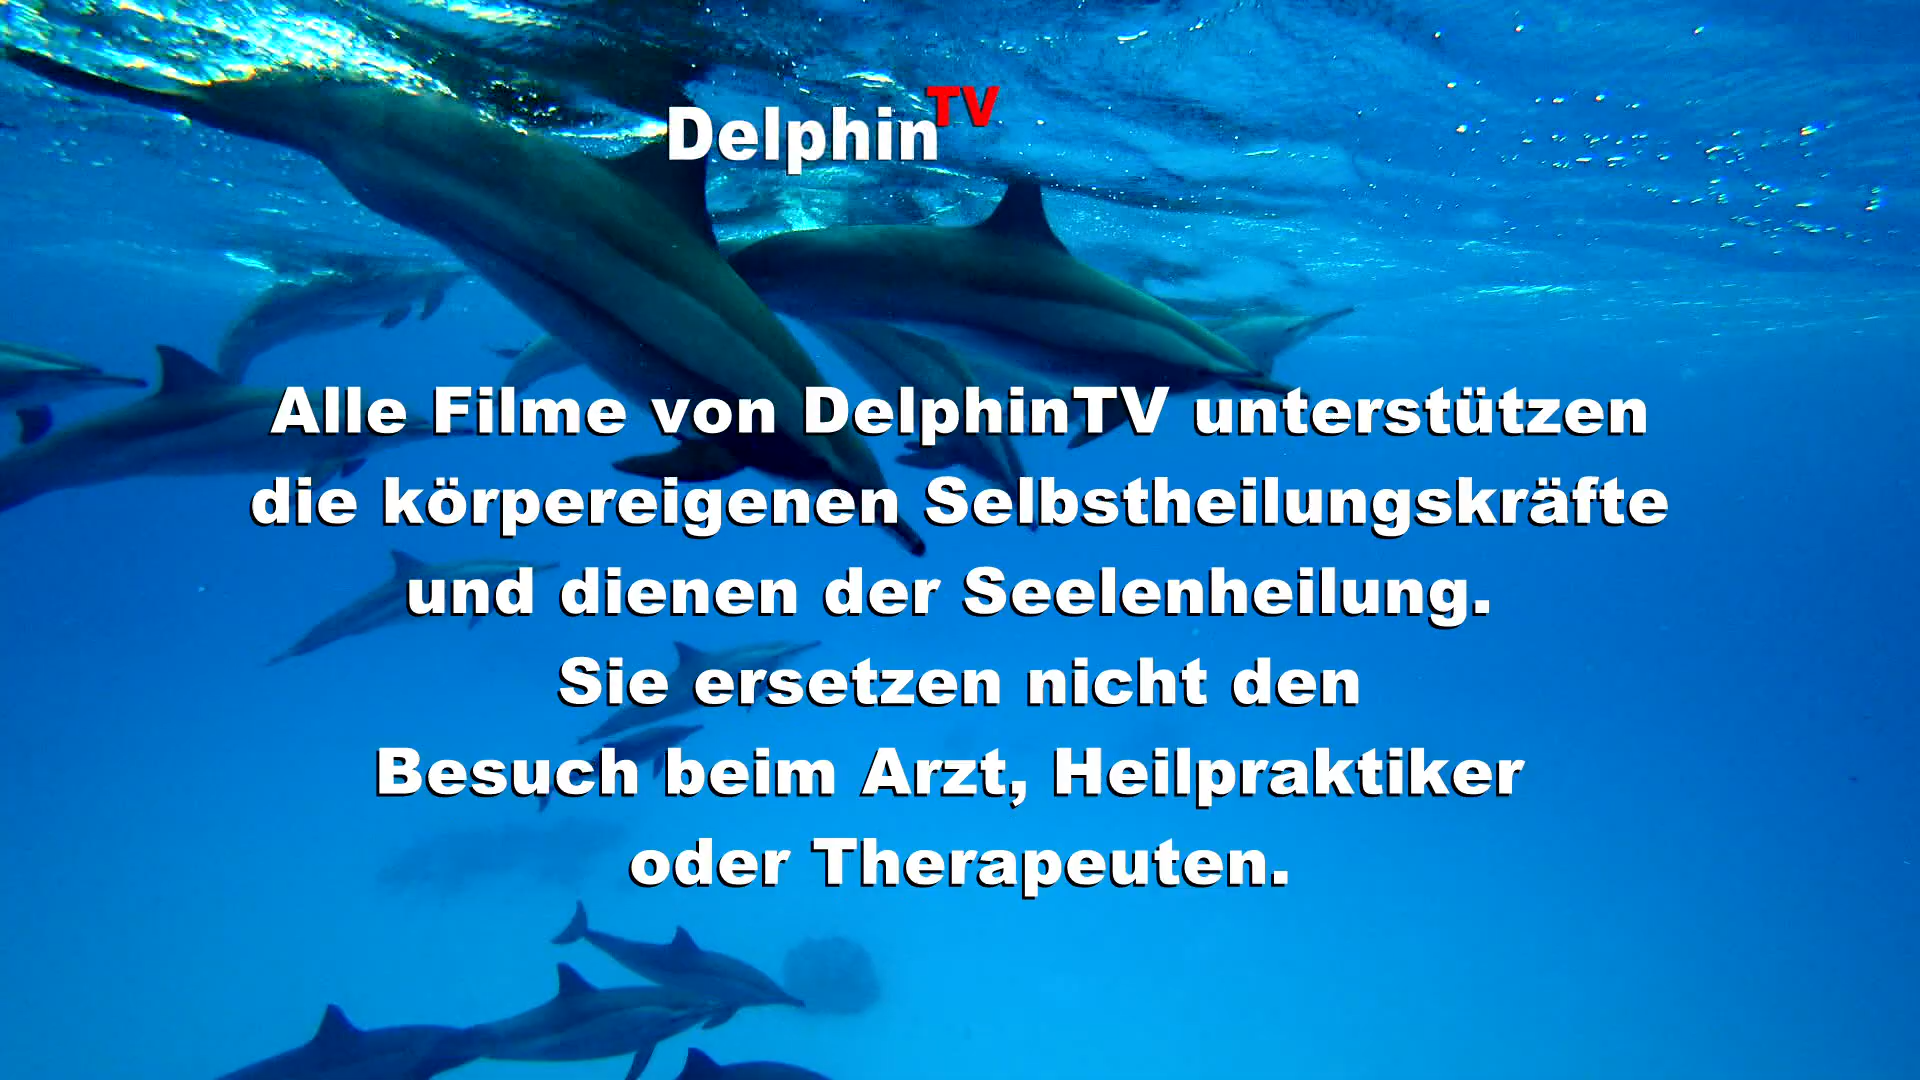 DelphinTV
Alle Filme von DelphinTV unterstützen
die körpereigenen Selbstheilungskräfte
und dienen der Seelenheilung.
Sie ersetzen nicht den
Besuch beim Arzt, Heilpraktiker
oder Therapeuten.